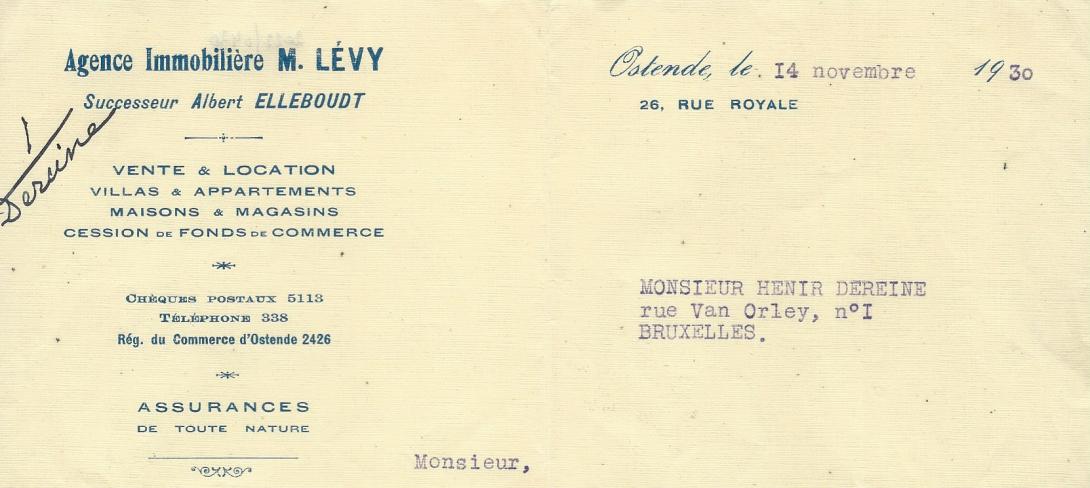 Agence Immobilière M. LÉVY
Successeur Albert ELLEBOUDT
Dereine
VENTE & LOCATION
VILLAS & APPARTEMENTS
MAISONS & MAGASINS
CESSION DE FONDS DE COMMERCE
CHÈQUES POSTAUX 5113
TÉLÉPHONE 338
Rég. du Commerce d'Ostende 2426
ASSURANCES
DE TOUTE NATURE
Ostende, le. I4 novembre 1930
26, RUE ROYALE
MONSIEUR HENIR DEREINE
rue Van Orley, n°I
BRUXELLES.
Monsieur,